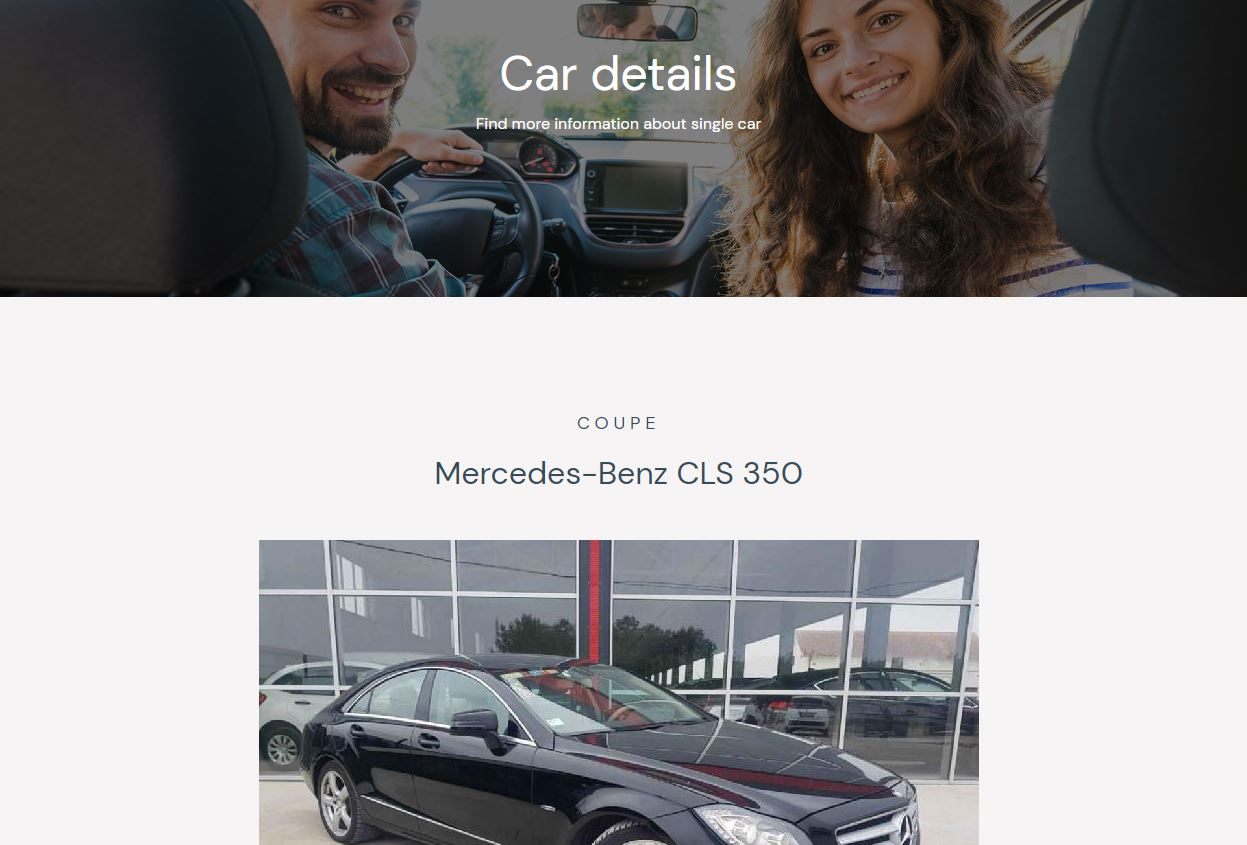 Car details
Find more information about single car
COUPE
Mercedes-Benz CLS 350